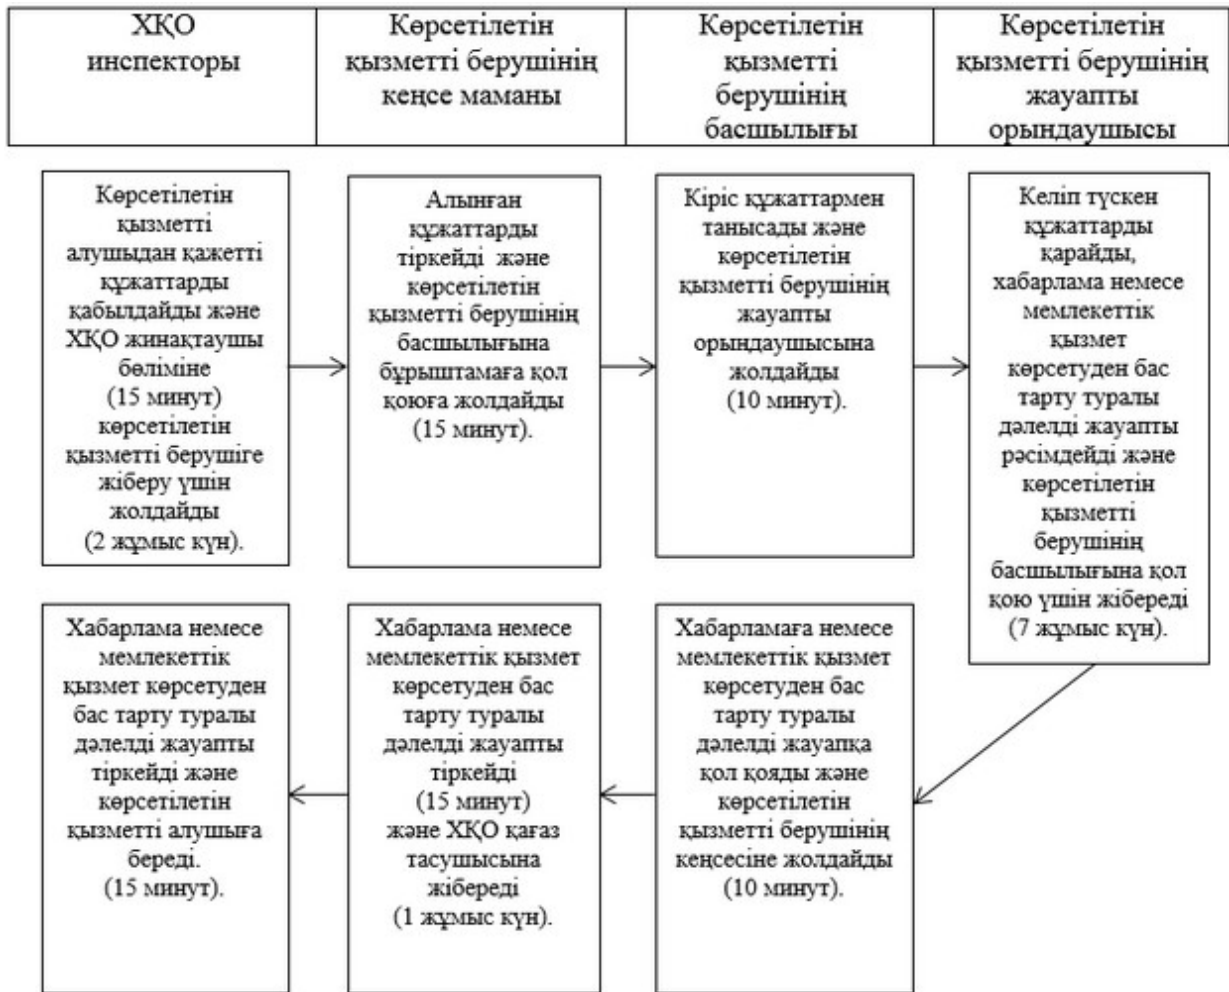 ХҚО
инспекторы
Көрсетілетін
қызметті берушінің
кеңсе маманы
Көрсетілетін
қызметті
берушінің
басшылығы
Көрсетілетін
қызметті берушінің
жауапты
орындаушысы
Көрсетілетін
қызметті
алушыдан қажетті
құжаттарды
қабылдайды және
ХҚО жинақтаушы
бөліміне
(15 минут)
көрсетілетін
қызметті берушіге
жіберу үшін
жолдайды
(2 жұмыс күн).
Алынған
құжаттарды
тіркейді және
көрсетілетін
қызметті берушінің
басшылығына
бұрыштамаға қол
қоюға жолдайды
(15 минут).
Кіріс құжаттармен
танысады және
көрсетілетін
қызметті берушінің
жауапты
орындаушысына
жолдайды
(10 минут).
Келіп түскен
құжаттарды
қарайды,
хабарлама немесе
мемлекеттік
қызмет
көрсетуден бас
тарту туралы
дәлелді жауапты
рәсімдейді және
көрсетілетін
қызметті
берушінің
басшылығына қол
қою үшін жібереді
(7 жұмыс күн).
Хабарлама немесе
мемлекеттік
қызмет көрсетуден
бас тарту туралы
дәлелді жауапты
тіркейді және
көрсетілетін
қызметті алушыға
береді.
(15 минут).
Хабарлама немесе
мемлекеттік қызмет
көрсетуден бас
тарту туралы
дәлелді жауапты
тіркейді
(15 минут)
және ХҚО қағаз
тасушысына
жібереді
(1 жұмыс күн).
Хабарламаға немесе
мемлекеттік қызмет
көрсетуден бас
тарту туралы
дәлелді жауапқа
қол қояды және
көрсетілетін
қызметті берушінің
кеңсесіне жолдайды
(10 минут).